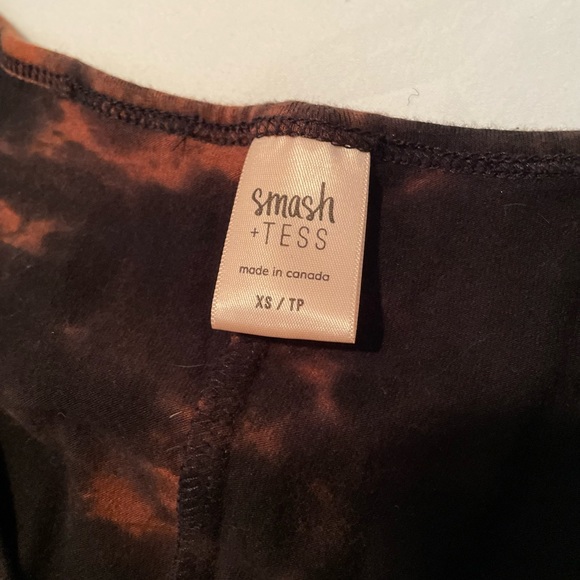 smash
+TESS
made in canada
XS / TP